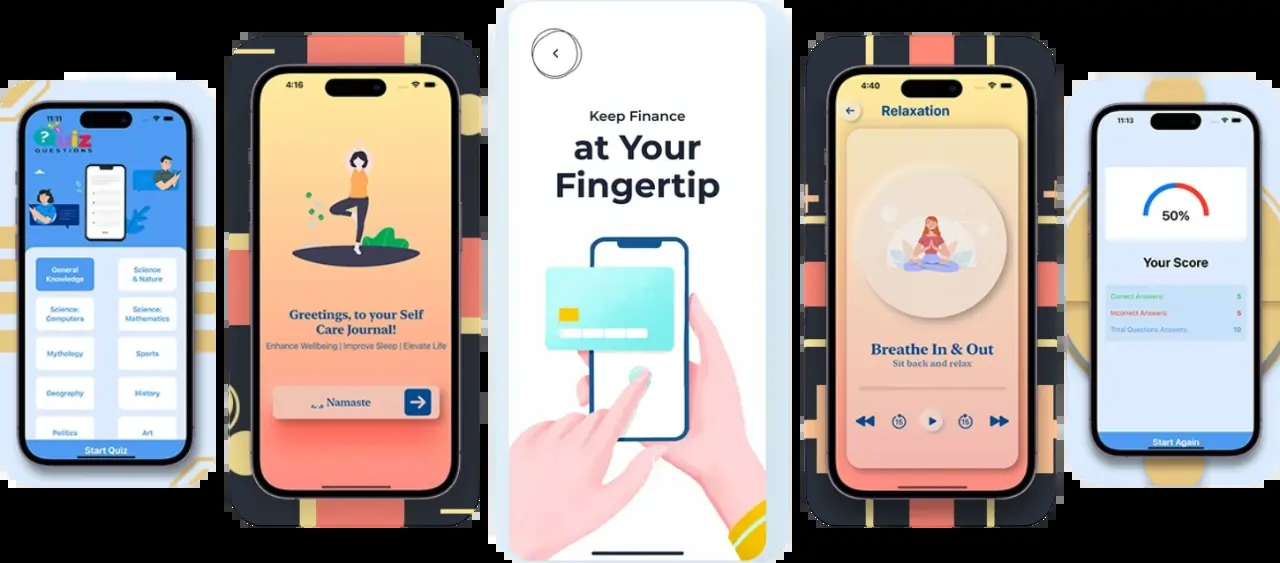 11:11
Quiz
QUESTIONS
General
Knowledge
Science
& Nature
Science:
Computers
Science:
Mathematics
Mythology
Sports
Geography
History
Politics
Art
Start Quiz
4:16
Greetings, to your Self
Care Journal!
Enhance Wellbeing | Improve Sleep | Elevate Life
Namaste
Keep Finance
at Your
Fingertip
4:40
Relaxation
Breathe In & Out
Sit back and relax
15
15
11:13
50%
Your Score
Correct Answers: 5
Incorrect Answers: 5
Total Questions Answers: 10
Start Again